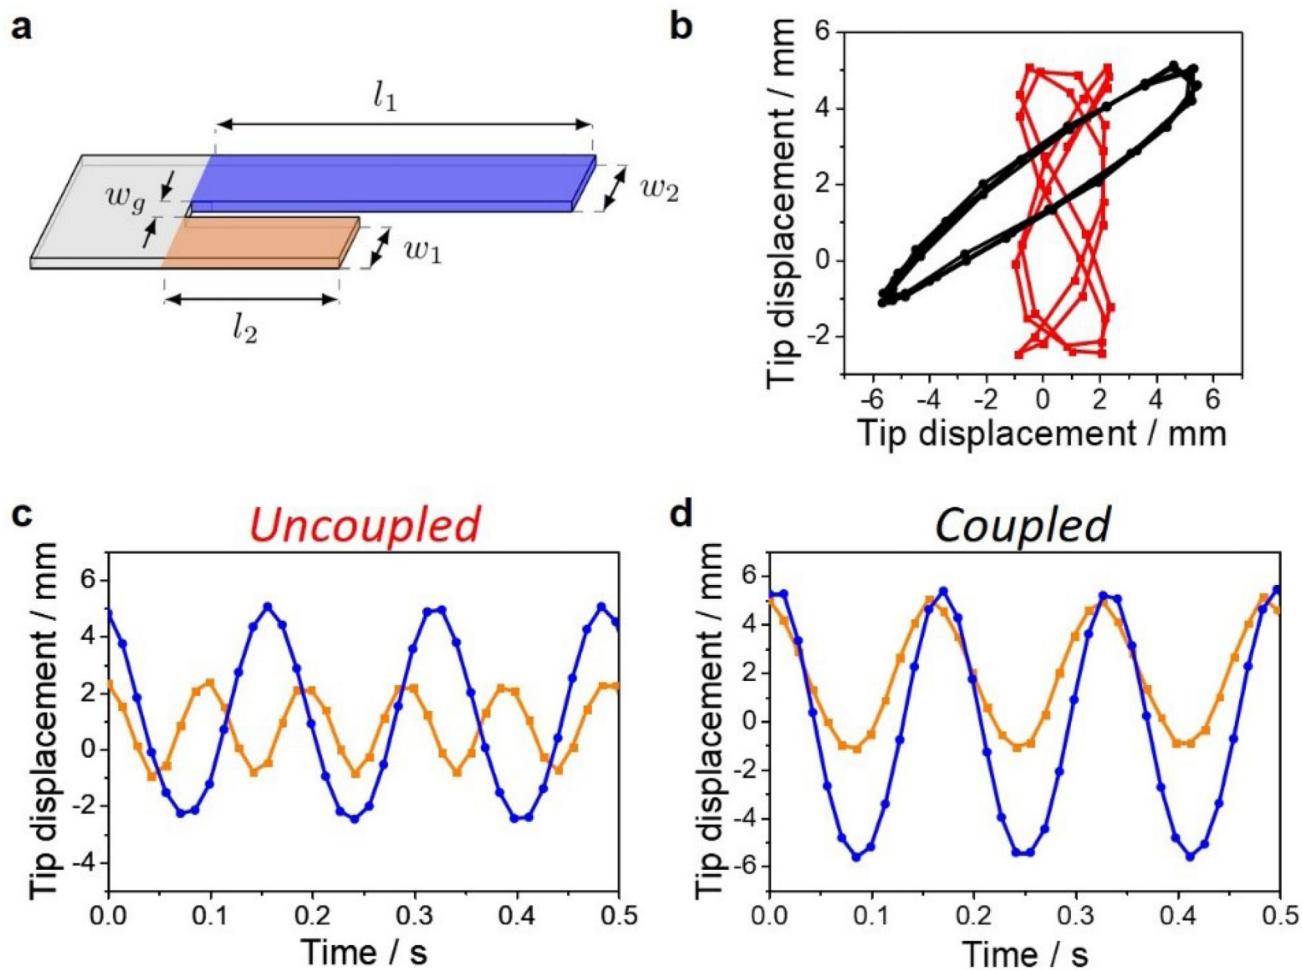 a
l₁
w_g
w₂
w₁
l₂
b
Tip displacement / mm
6
4
2
0
-2
-6 -4 -2 0 2 4 6
Tip displacement / mm
c
Uncoupled
Tip displacement / mm
6
4
2
0
-2
-4
0.0 0.1 0.2 0.3 0.4 0.5
Time / s
d
Coupled
Tip displacement / mm
6
4
2
0
-2
-4
-6
0.0 0.1 0.2 0.3 0.4 0.5
Time / s